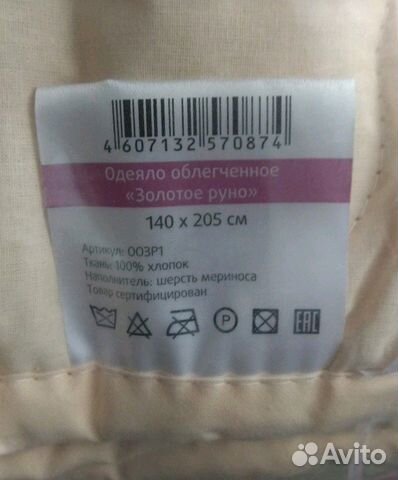 4 607132 570874
Одеяло облегченное
«Золотое руно»
140 х 205 см
Артикул: ООЗР1
Ткань: 100% хлопок
Наполнитель: шерсть мериноса
Товар сертифицирован
P
EAC
Avito